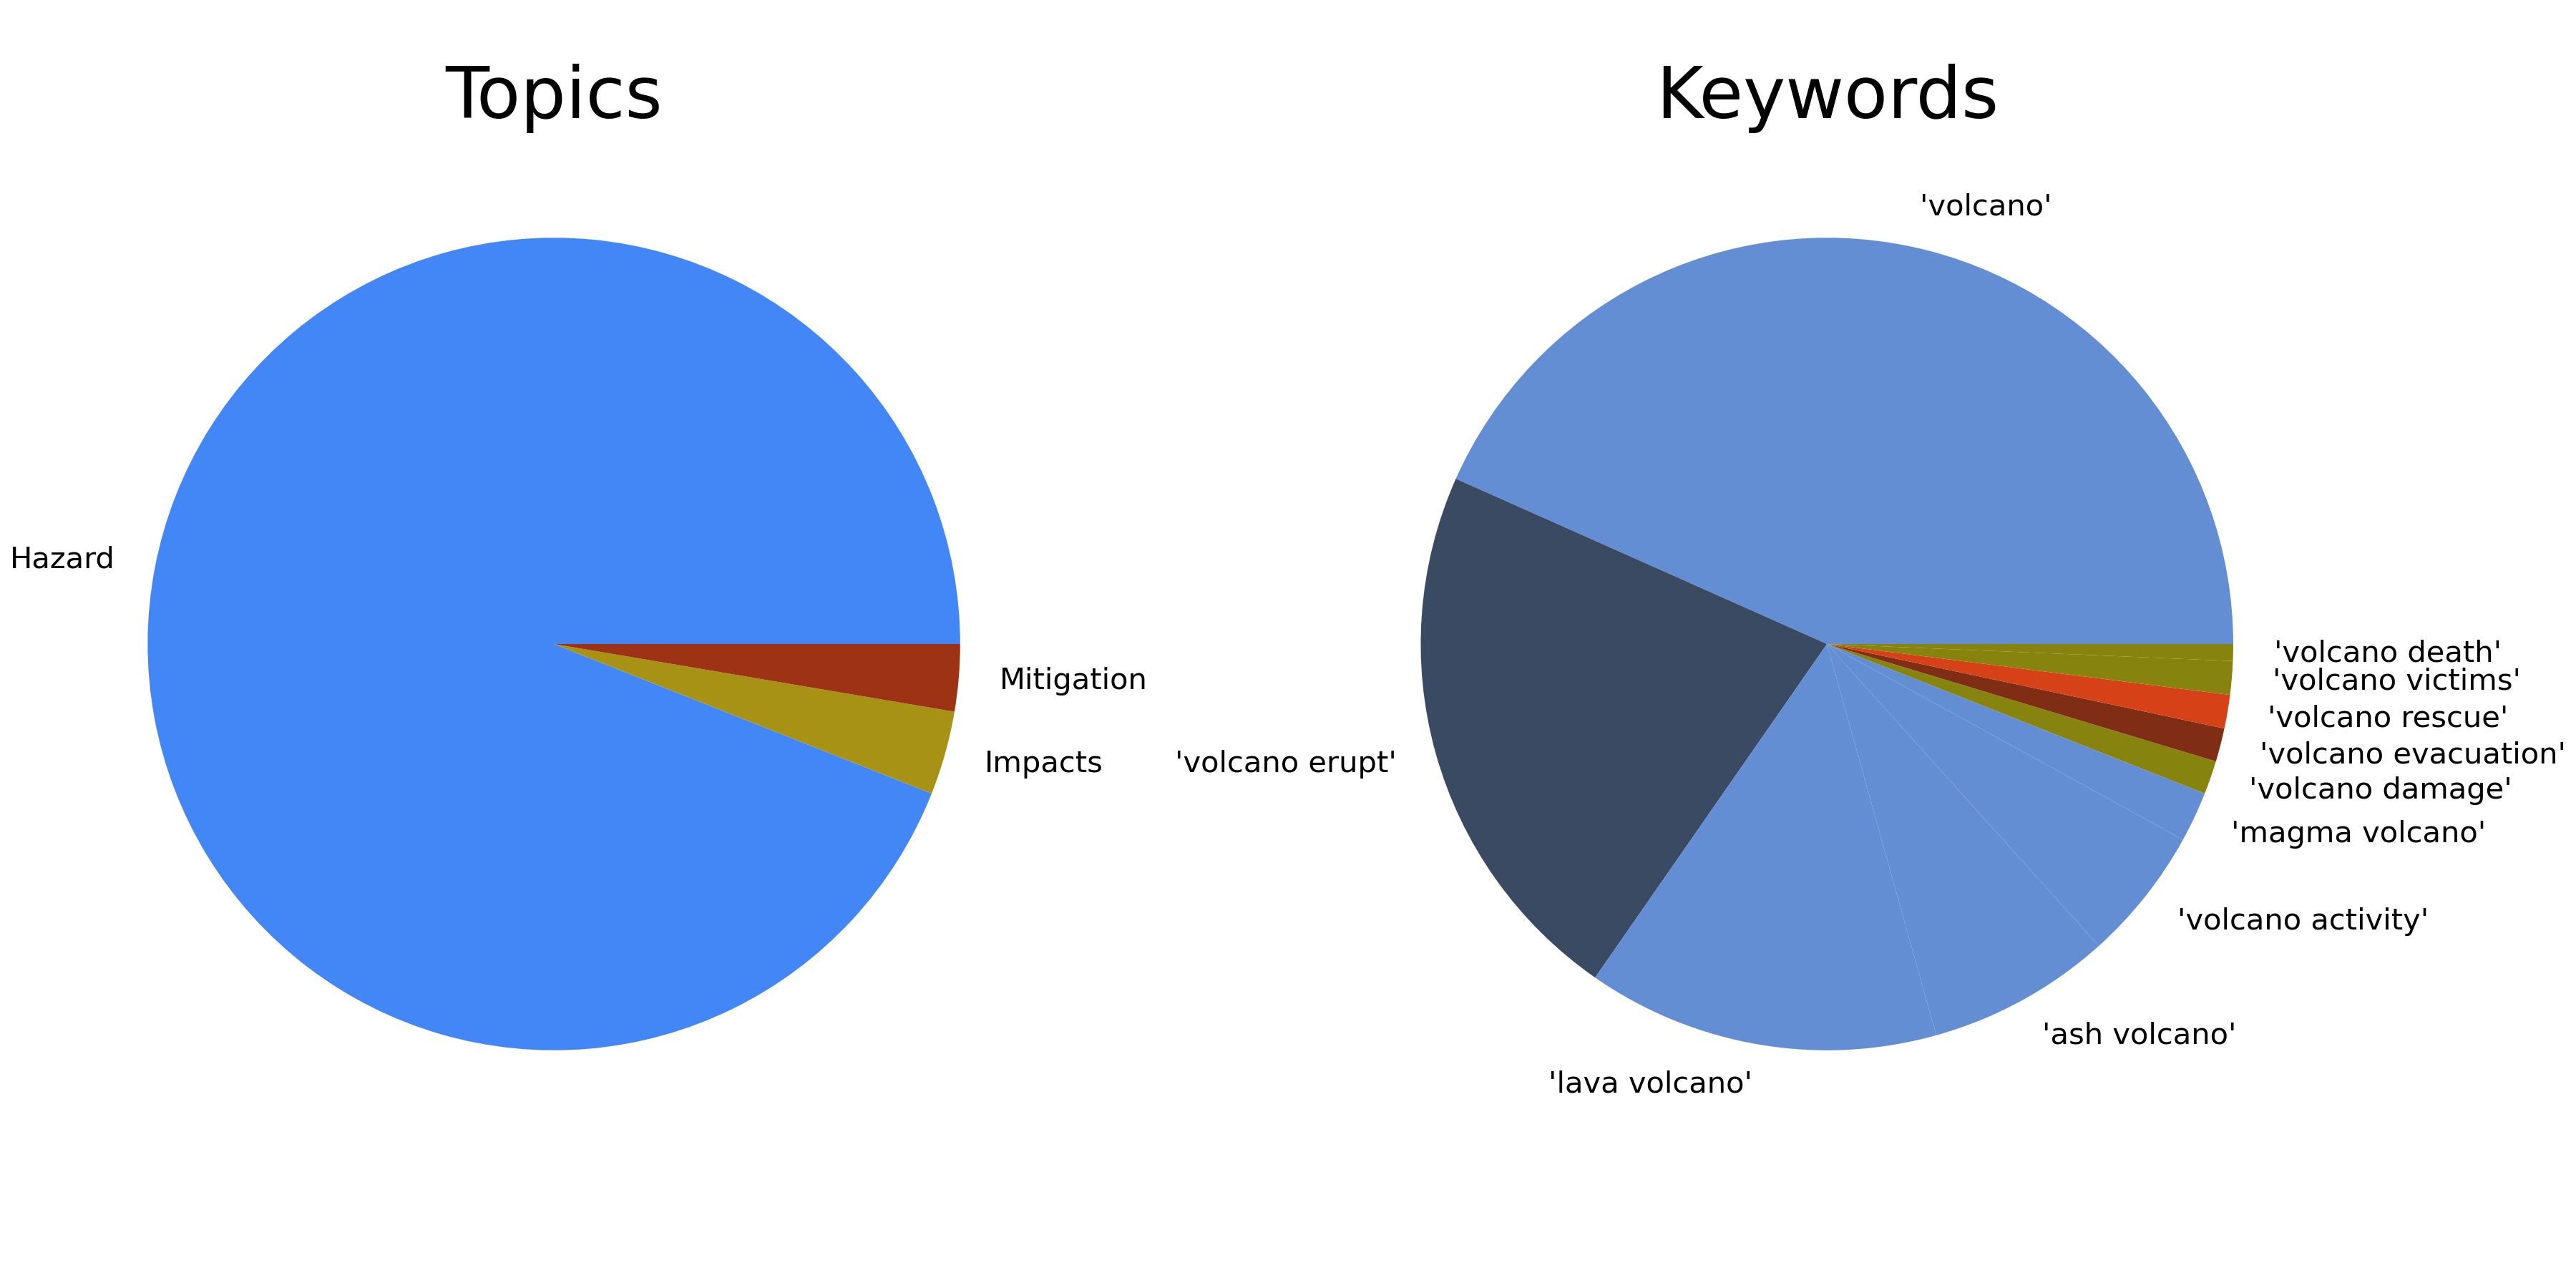 Topics
Hazard
Mitigation
Impacts
Keywords
'volcano'
'volcano erupt'
'lava volcano'
'ash volcano'
'volcano activity'
'magma volcano'
'volcano damage'
'volcano evacuation'
'volcano rescue'
'volcano victims'
'volcano death'